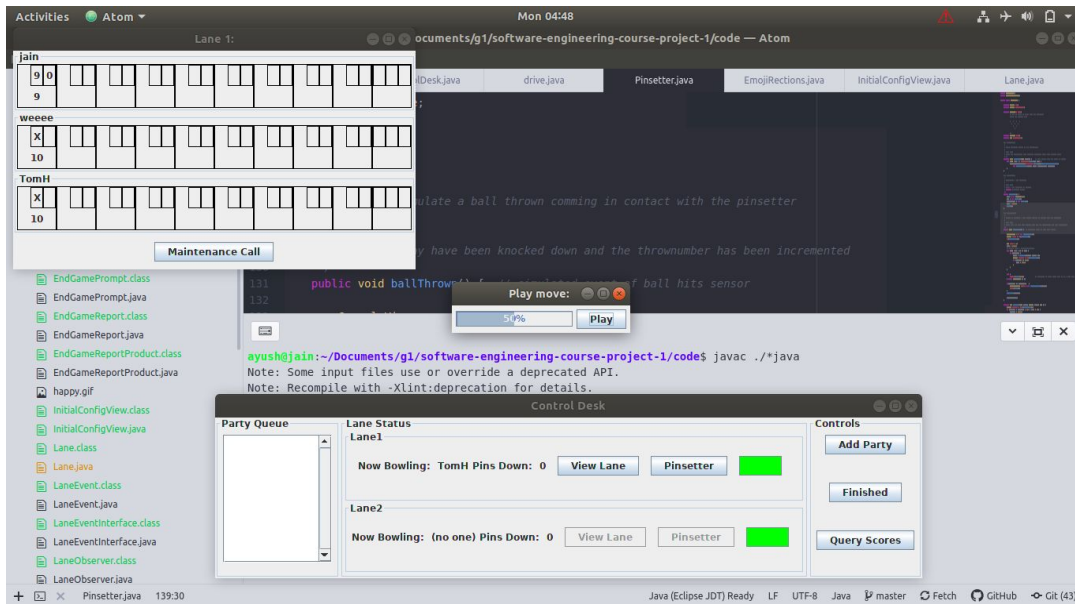 Activities Atom Mon 04:48
Lane 1:
ocuments/g1/software-engineering-course-project-1/code — Atom
jain
9 0
9
weeee
X
10
TomH
X
10
Maintenance Call
lDesk.java drive.java Pinsetter.java EmojiRections.java InitialConfigView.java Lane.java
ulate a ball thrown comming in contact with the pinsetter
y have been knocked down and the thrownumber has been incremented
131 public void ballThrown() { f ball hits sensor
132
Play move:
50% Play
EndGamePrompt.class
EndGamePrompt.java
EndGameReport.class
EndGameReport.java
EndGameReportProduct.class
EndGameReportProduct.java
happy.gif
InitialConfigView.class
InitialConfigView.java
Lane.class
Lane.java
LaneEvent.class
LaneEvent.java
LaneEventInterface.class
LaneEventInterface.java
LaneObserver.class
LaneObserver.java
ayush@jain:~/Documents/g1/software-engineering-course-project-1/code$ javac ./*java
Note: Some input files use or override a deprecated API.
Note: Recompile with -Xlint:deprecation for details.
Control Desk
Party Queue
Lane Status
Lane1
Now Bowling: TomH Pins Down: 0 View Lane Pinsetter
Lane2
Now Bowling: (no one) Pins Down: 0 View Lane Pinsetter
Controls
Add Party
Finished
Query Scores
Pinsetter.java 139:30 Java (Eclipse JDT) Ready LF UTF-8 Java master Fetch GitHub Git (43)